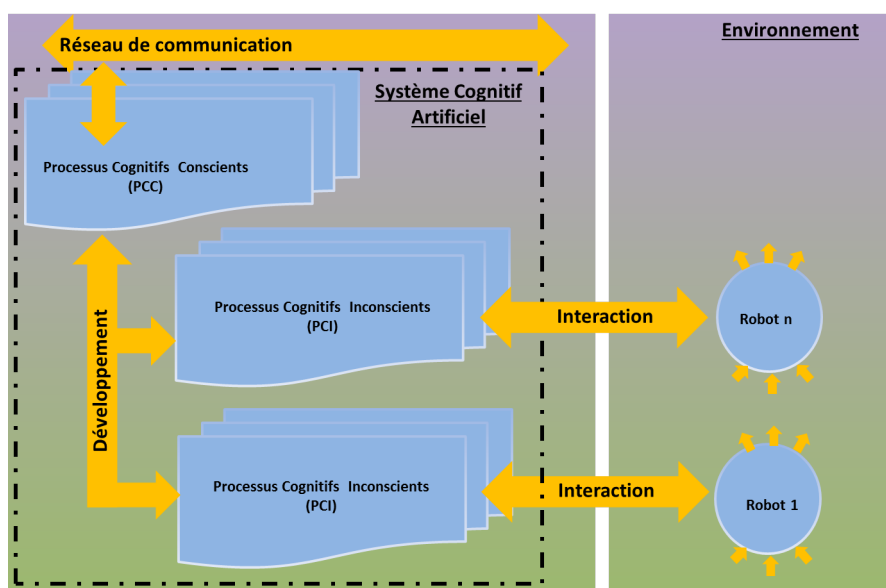 Réseau de communication
Environnement
Système Cognitif
Artificiel
Processus Cognitifs Conscients
(PCC)
Développement
Processus Cognitifs Inconscients
(PCI)
Interaction
Robot n
Processus Cognitifs Inconscients
(PCI)
Interaction
Robot 1